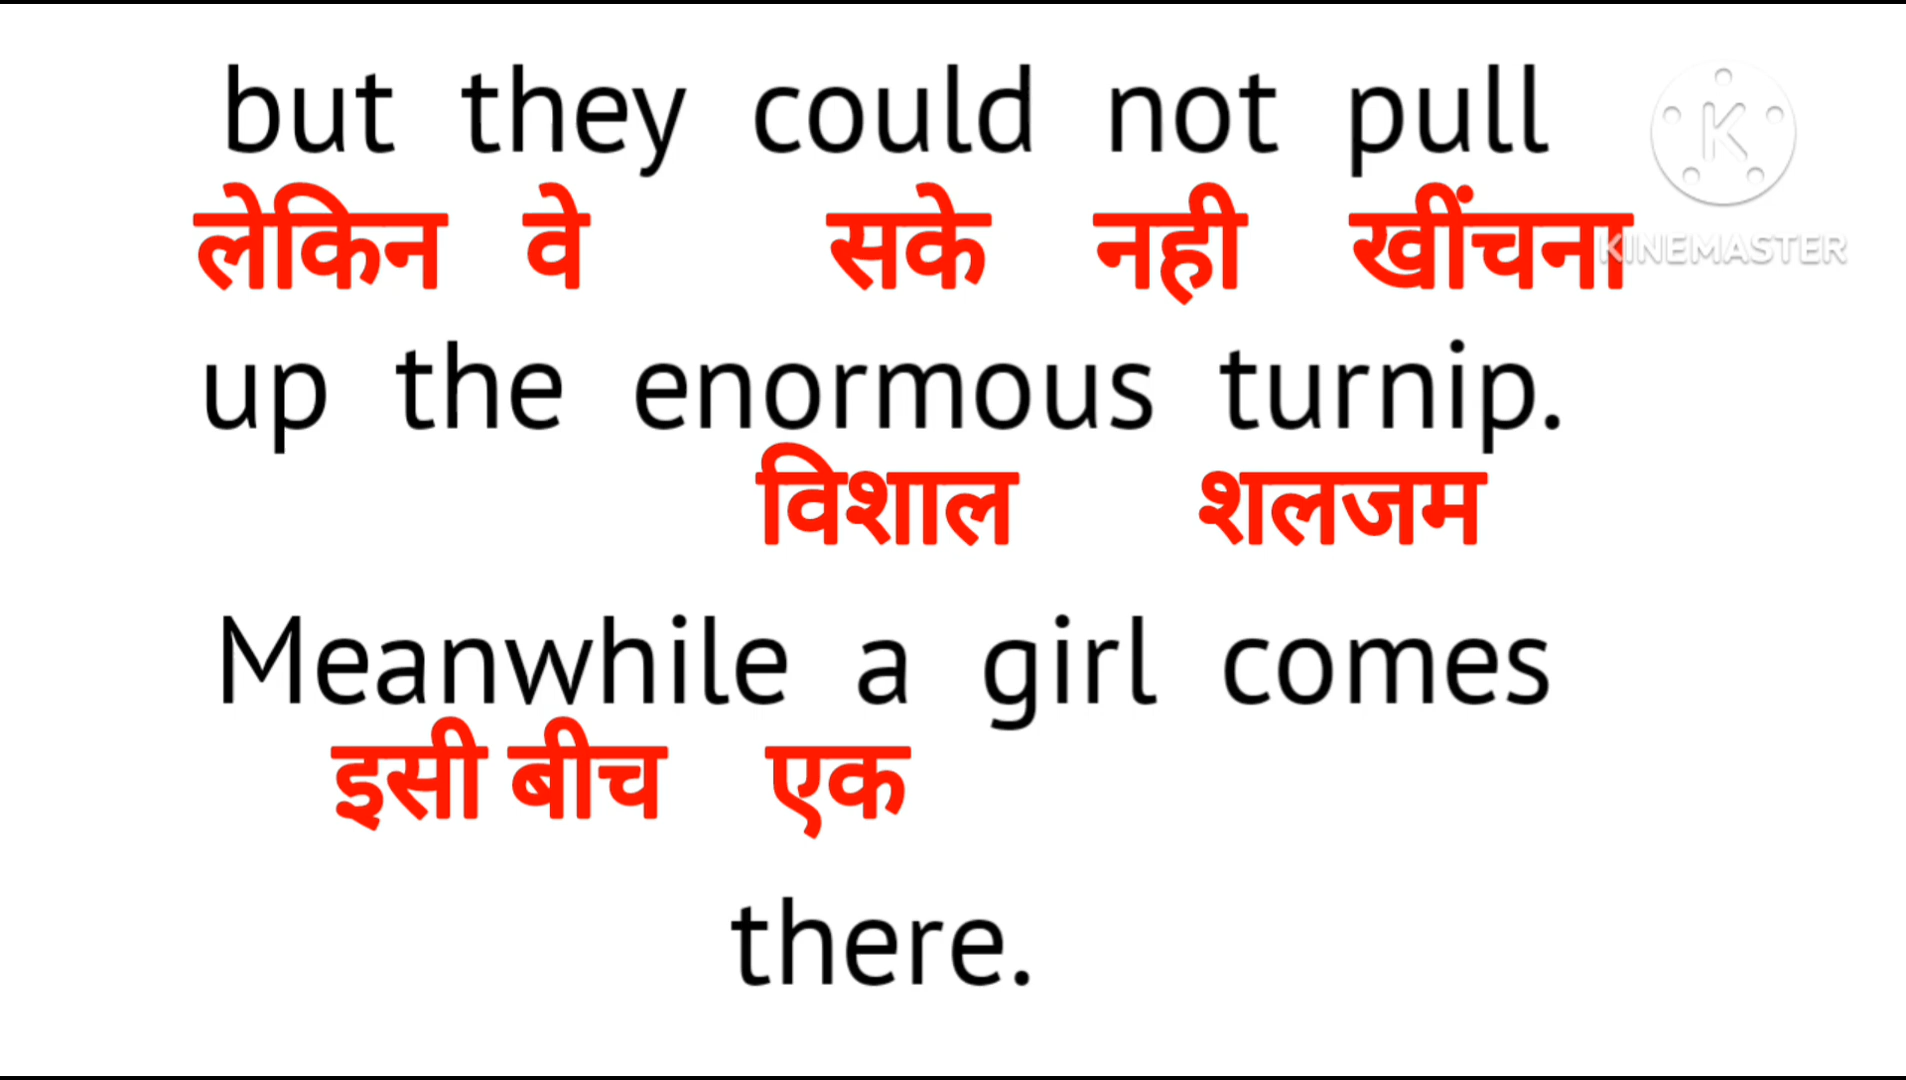 but they could not pull
लेकिन वे सके नही खींचना
up the enormous turnip.
विशाल शलजम
Meanwhile a girl comes
इसी बीच एक
there.
K
KINEMASTER